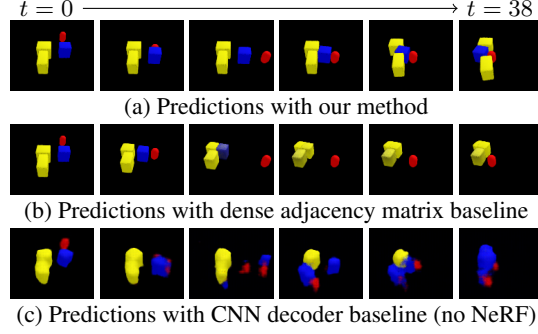 t = 0 t = 38
(a) Predictions with our method
(b) Predictions with dense adjacency matrix baseline
(c) Predictions with CNN decoder baseline (no NeRF)